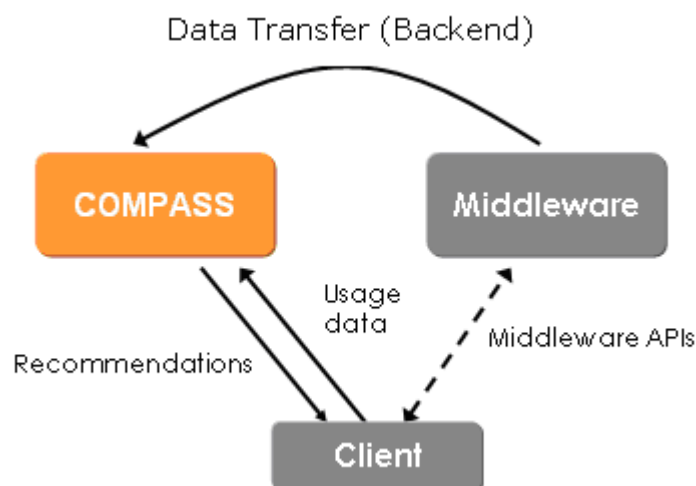 Data Transfer (Backend)
COMPASS
Middleware
Usage
data
Middleware APIs
Recommendations
Client